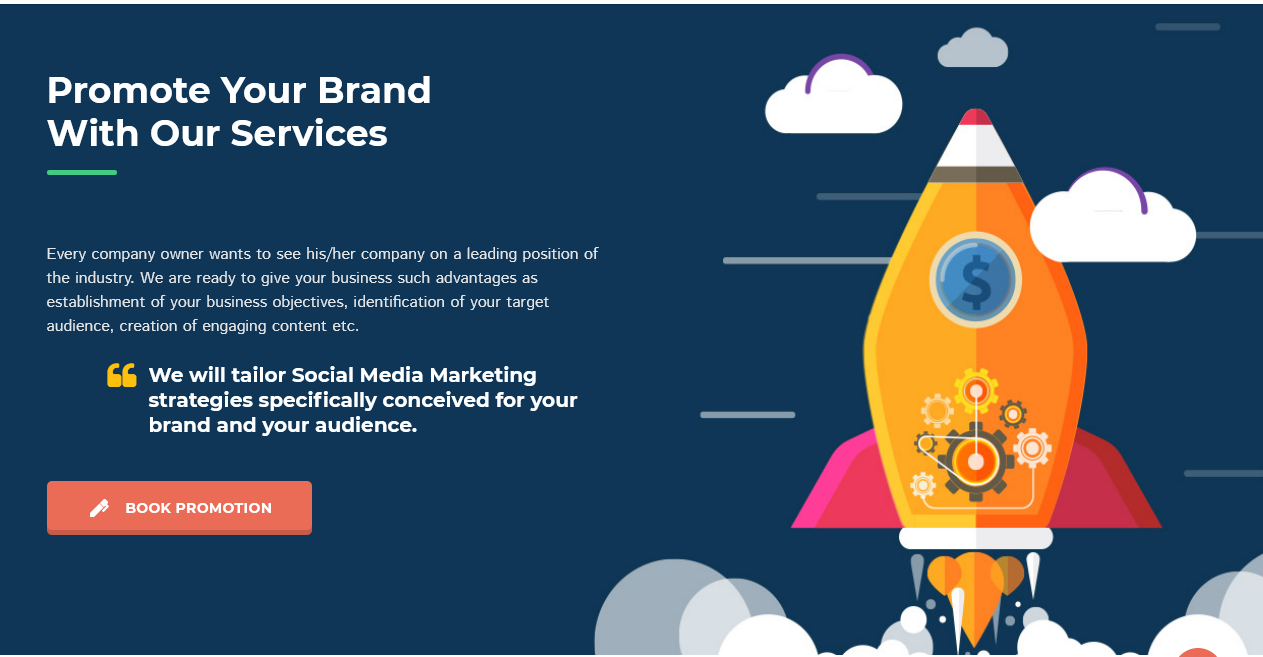 Promote Your Brand
With Our Services
Every company owner wants to see his/her company on a leading position of
the industry. We are ready to give your business such advantages as
establishment of your business objectives, identification of your target
audience, creation of engaging content etc.
We will tailor Social Media Marketing
strategies specifically conceived for your
brand and your audience.
BOOK PROMOTION
$